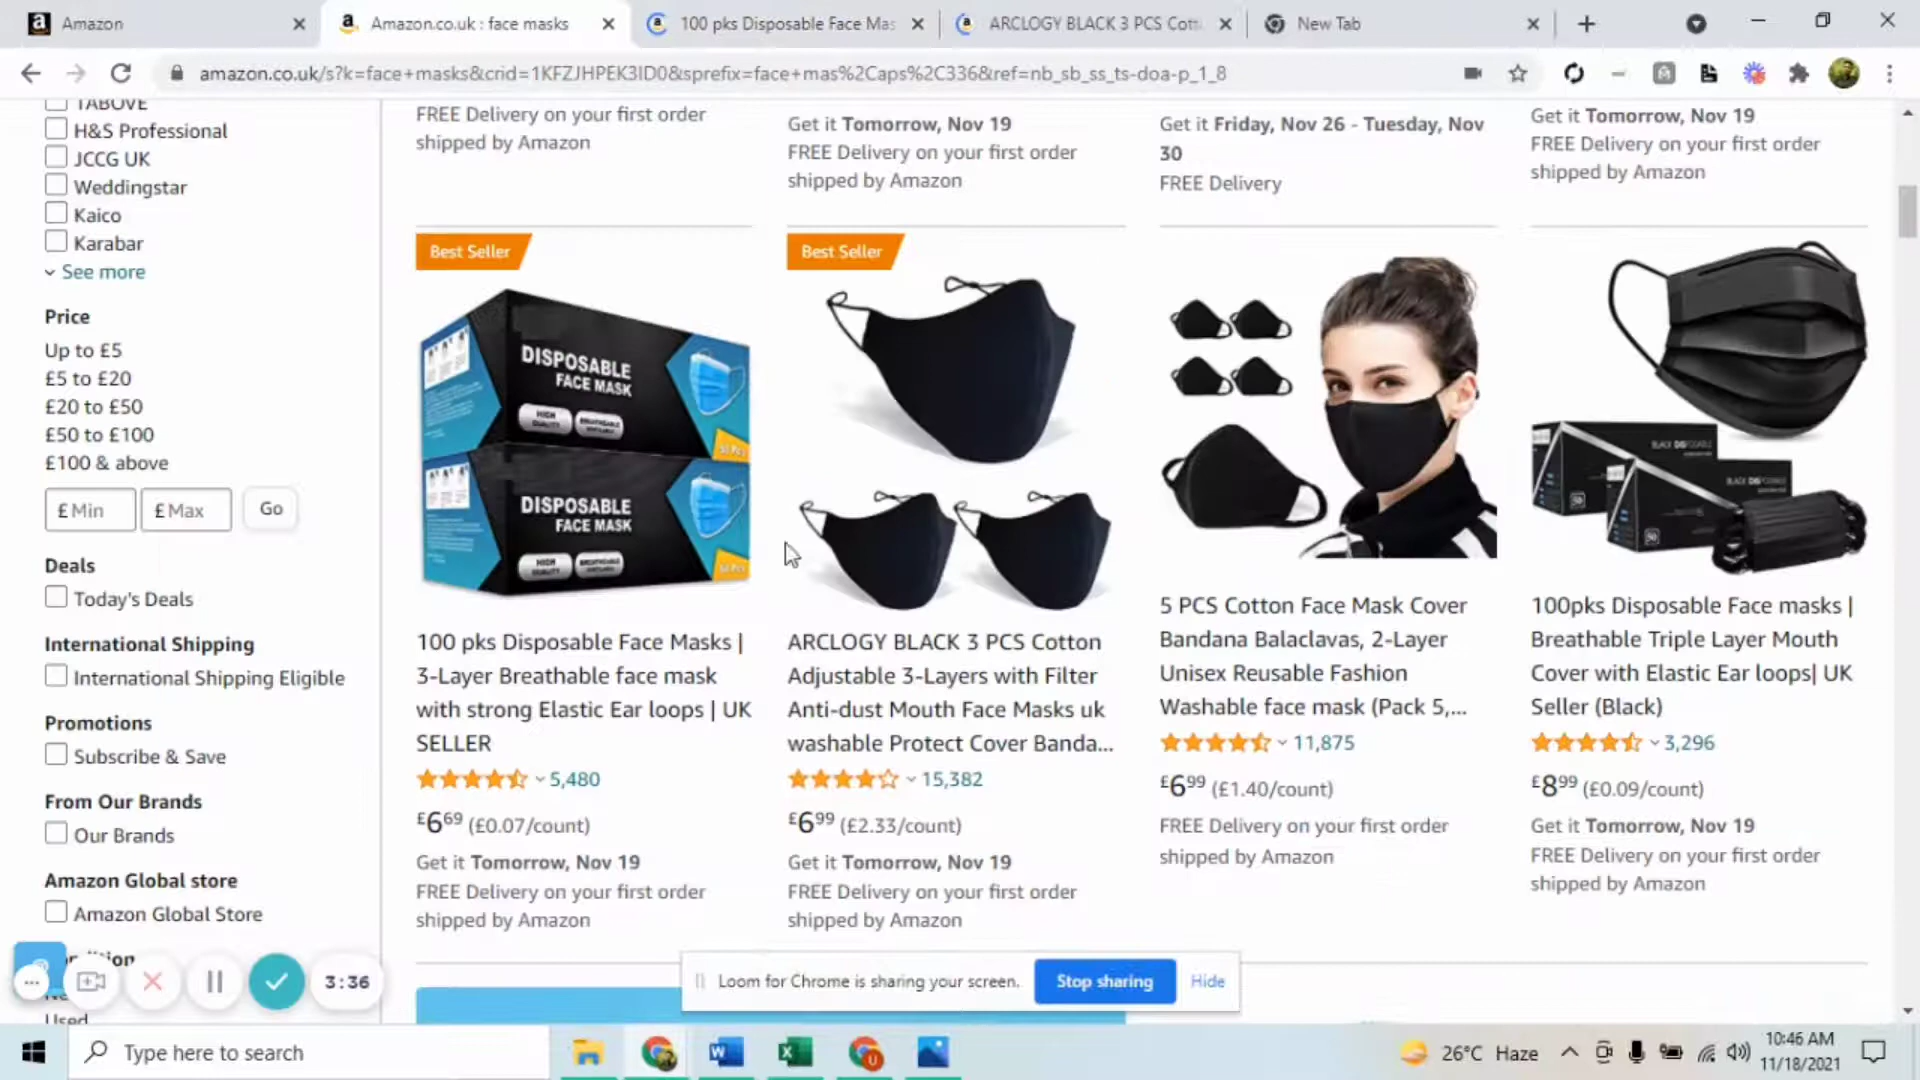 Amazon
Amazon.co.uk : face masks
100 pks Disposable Face Mas
ARCLOGY BLACK 3 PCS Cott
New Tab
amazon.co.uk/s?k=face+masks&crid=1KFZJHPEK3ID0&sprefix=face+mas%2Caps%2C336&ref=nb_sb_ss_ts-doa-p_1_8
TABOVE
H&S Professional
JCCG UK
Weddingstar
Kaico
Karabar
See more
Price
Up to £5
£5 to £20
£20 to £50
£50 to £100
£100 & above
£ Min £ Max Go
Deals
Today's Deals
International Shipping
International Shipping Eligible
Promotions
Subscribe & Save
From Our Brands
Our Brands
Amazon Global store
Amazon Global Store
Used
FREE Delivery on your first order
shipped by Amazon
Get it Tomorrow, Nov 19
FREE Delivery on your first order
shipped by Amazon
Get it Friday, Nov 26 - Tuesday, Nov
30
FREE Delivery
Get it Tomorrow, Nov 19
FREE Delivery on your first order
shipped by Amazon
Best Seller
DISPOSABLE
FACE MASK
HIGH
QUALITY
DISPOSABLE
FACE MASK
HIGH
QUALITY
100 pks Disposable Face Masks |
3-Layer Breathable face mask
with strong Elastic Ear loops | UK
SELLER
5,480
£6 69 (£0.07/count)
Get it Tomorrow, Nov 19
FREE Delivery on your first order
shipped by Amazon
Best Seller
ARCLOGY BLACK 3 PCS Cotton
Adjustable 3-Layers with Filter
Anti-dust Mouth Face Masks uk
washable Protect Cover Banda...
15,382
£6 99 (£2.33/count)
Get it Tomorrow, Nov 19
FREE Delivery on your first order
shipped by Amazon
5 PCS Cotton Face Mask Cover
Bandana Balaclavas, 2-Layer
Unisex Reusable Fashion
Washable face mask (Pack 5,...
11,875
£6 99 (£1.40/count)
FREE Delivery on your first order
shipped by Amazon
50
50
100pks Disposable Face masks |
Breathable Triple Layer Mouth
Cover with Elastic Ear loops| UK
Seller (Black)
3,296
£8 99 (£0.09/count)
Get it Tomorrow, Nov 19
FREE Delivery on your first order
shipped by Amazon
3:36
Loom for Chrome is sharing your screen. Stop sharing Hide
Type here to search
26°C Haze
10:46 AM
11/18/2021